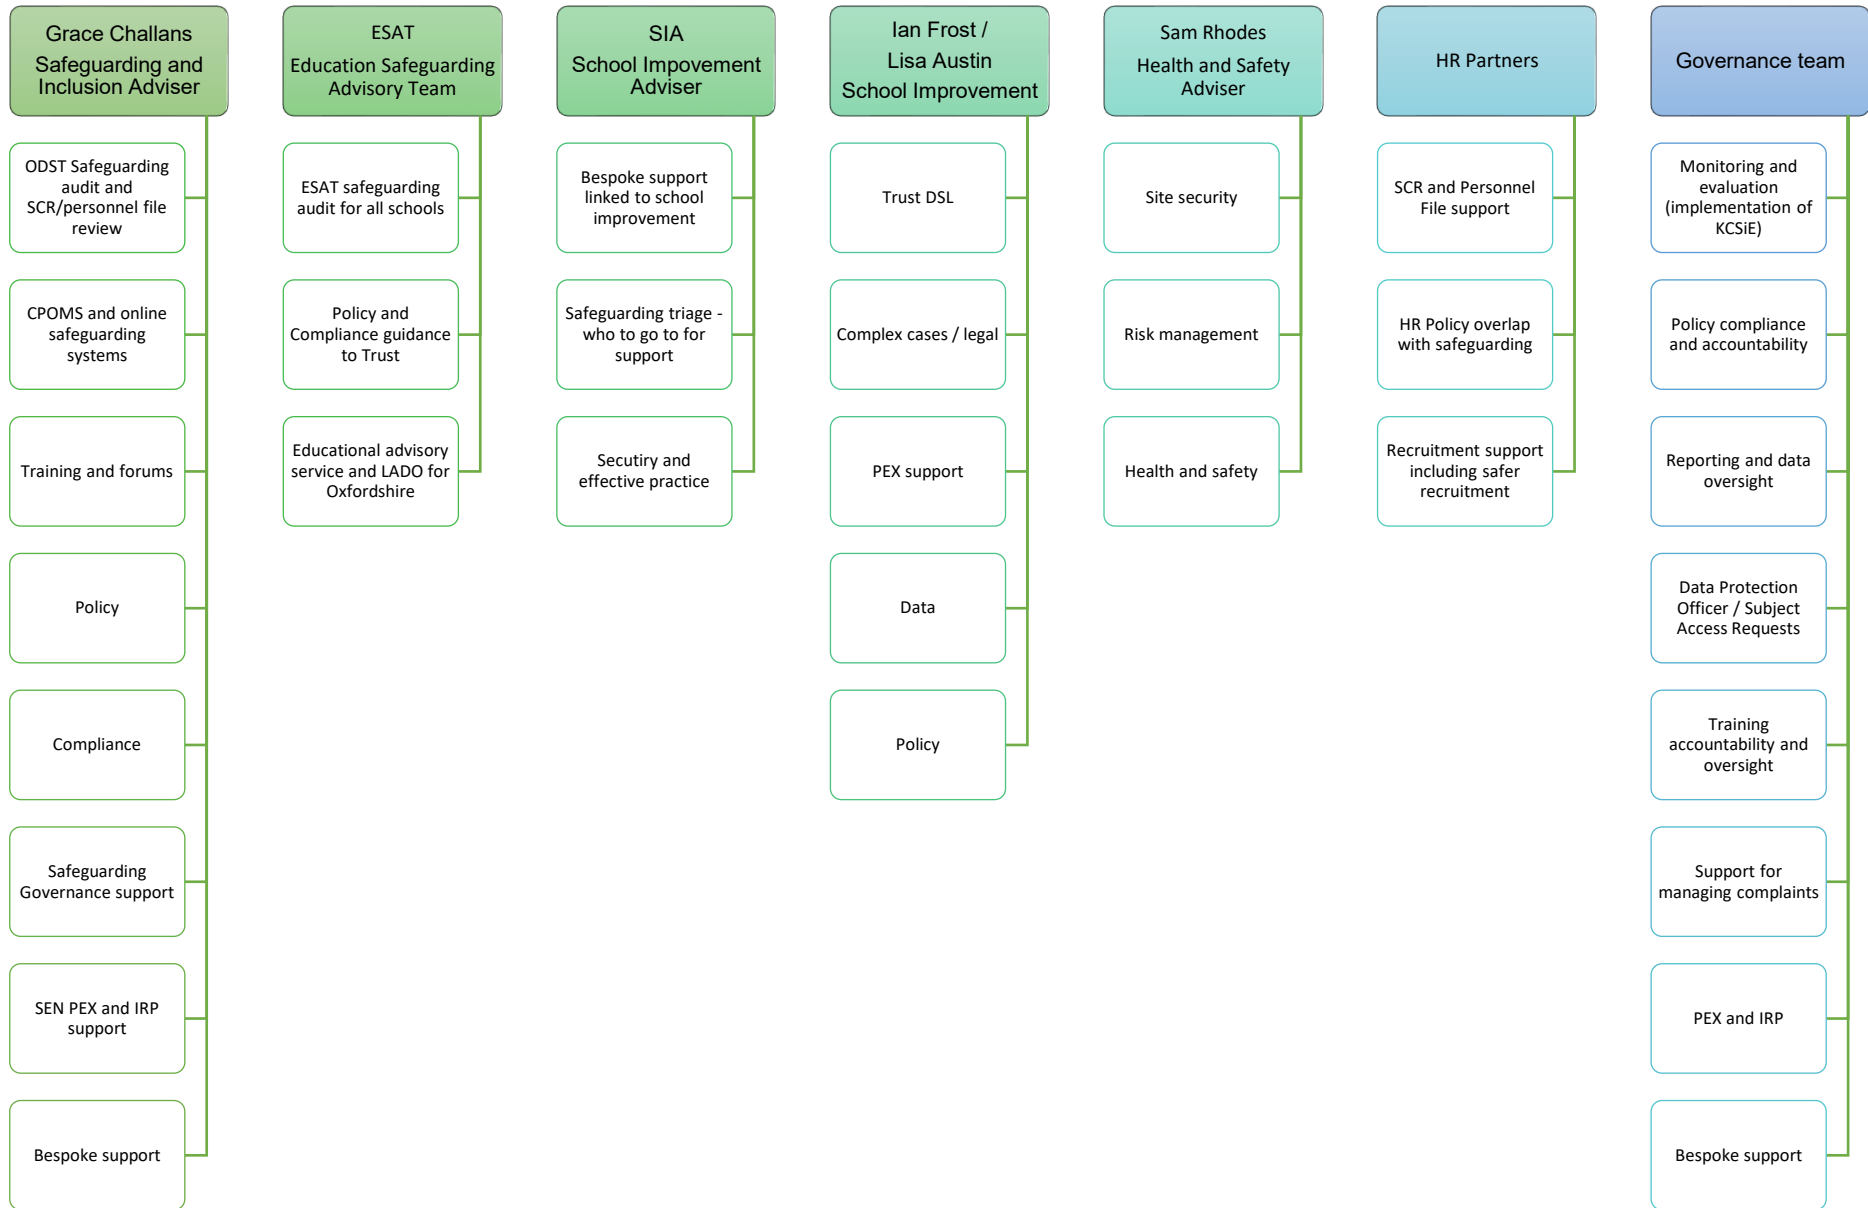 Grace Challans
Safeguarding and
Inclusion Adviser
ODST Safeguarding
audit and
SCR/personnel file
review
CPOMS and online
safeguarding
systems
Training and forums
Policy
Compliance
Safeguarding
Governance support
SEN PEX and IRP
support
Bespoke support
ESAT
Education Safeguarding
Advisory Team
ESAT safeguarding
audit for all schools
Policy and
Compliance guidance
to Trust
Educational advisory
service and LADO for
Oxfordshire
SIA
School Impovement
Adviser
Bespoke support
linked to school
improvement
Safeguarding triage -
who to go to for
support
Secutiry and
effective practice
Ian Frost /
Lisa Austin
School Improvement
Trust DSL
Complex cases / legal
PEX support
Data
Policy
Sam Rhodes
Health and Safety
Adviser
Site security
Risk management
Health and safety
HR Partners
SCR and Personnel
File support
HR Policy overlap
with safeguarding
Recruitment support
including safer
recruitment
Governance team
Monitoring and
evaluation
(implementation of
KCSiE)
Policy compliance
and accountability
Reporting and data
oversight
Data Protection
Officer / Subject
Access Requests
Training
accountability and
oversight
Support for
managing complaints
PEX and IRP
Bespoke support